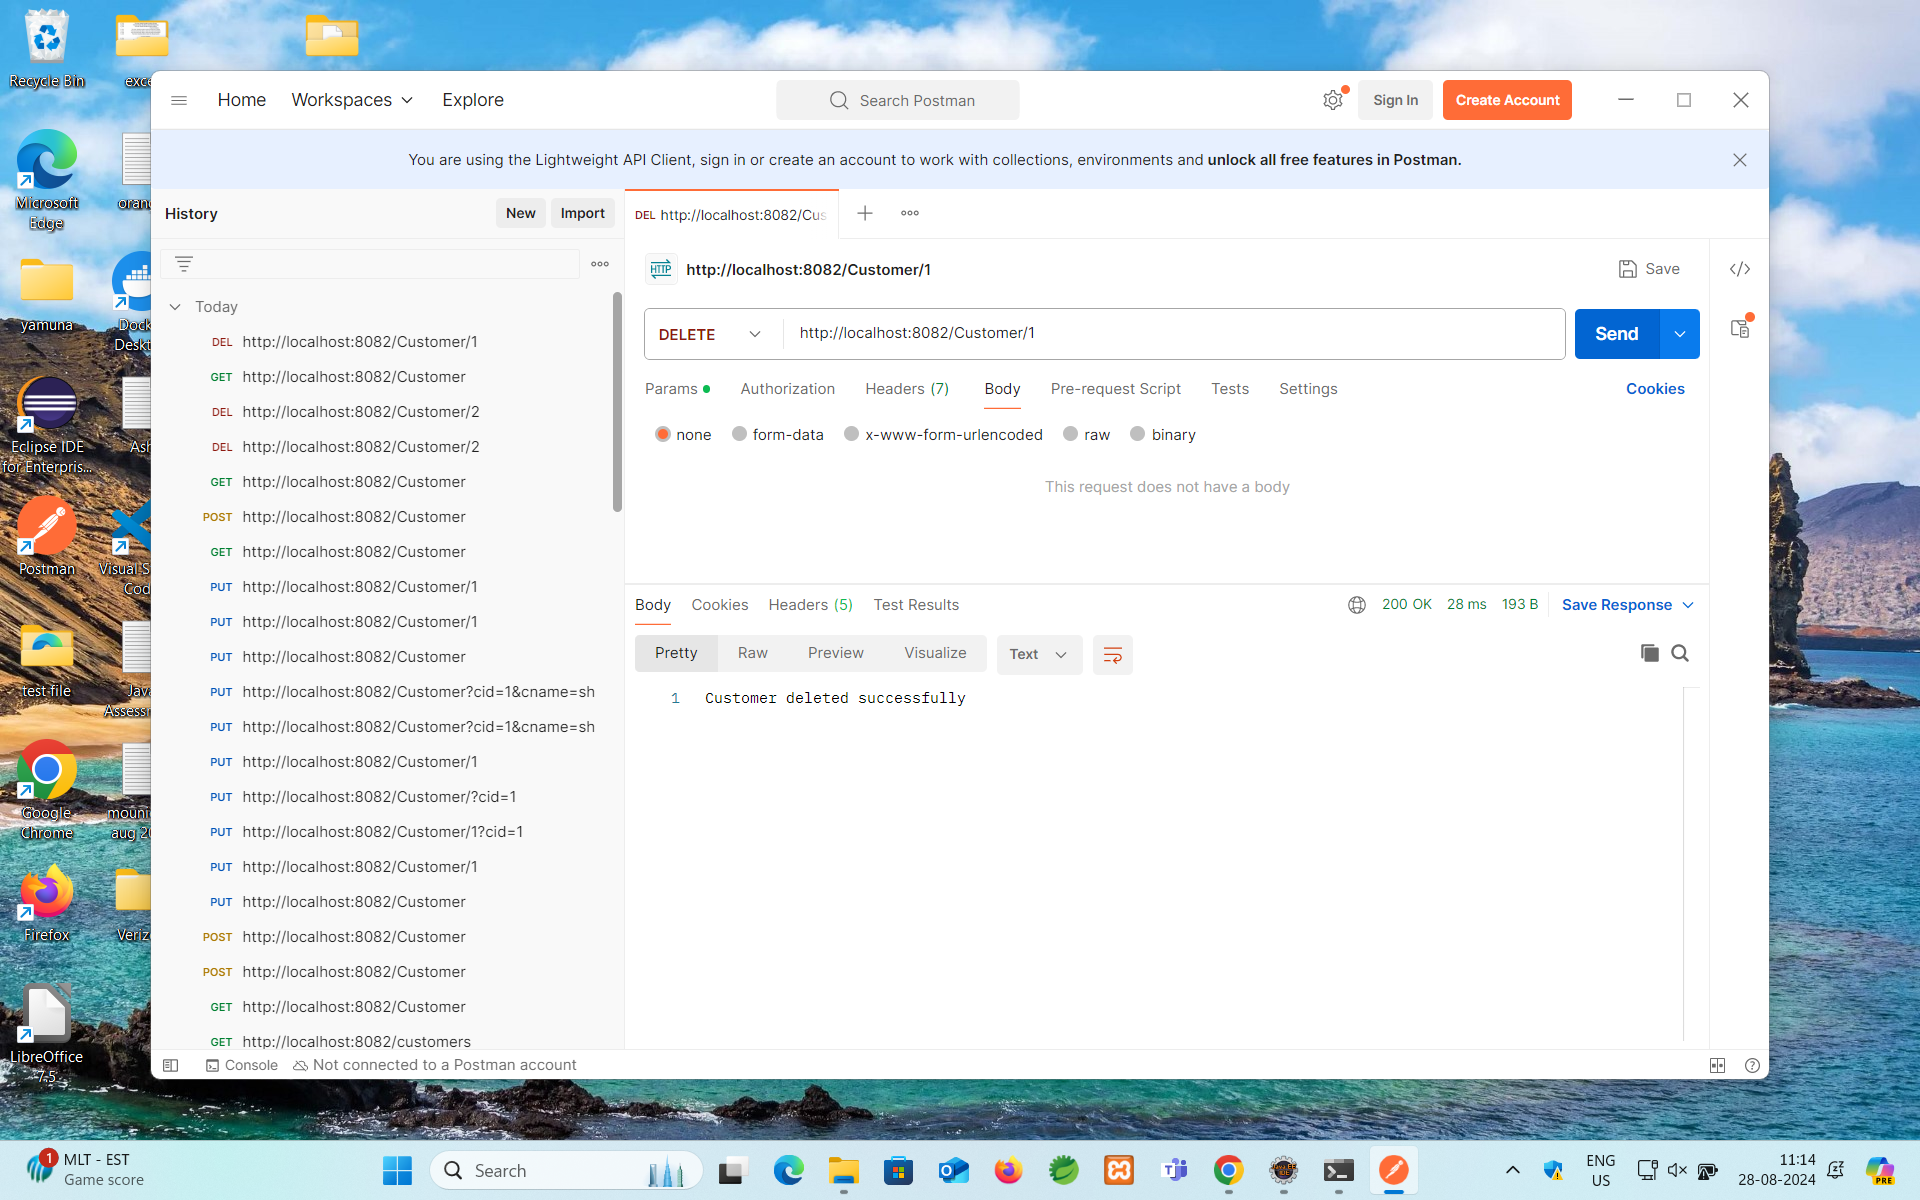 Recycle Bin
Microsoft
Edge
yamuna
Eclipse IDE
for Enterpris...
Postman
test file
Google
Chrome
Firefox
LibreOffice
7.5
Home
Workspaces
Explore
Search Postman
Sign In
Create Account
You are using the Lightweight API Client, sign in or create an account to work with collections, environments and unlock all free features in Postman.
History
New
Import
Today
DEL http://localhost:8082/Customer/1
GET http://localhost:8082/Customer
DEL http://localhost:8082/Customer/2
DEL http://localhost:8082/Customer/2
GET http://localhost:8082/Customer
POST http://localhost:8082/Customer
GET http://localhost:8082/Customer
PUT http://localhost:8082/Customer/1
PUT http://localhost:8082/Customer/1
PUT http://localhost:8082/Customer
PUT http://localhost:8082/Customer?cid=1&cname=sh
PUT http://localhost:8082/Customer?cid=1&cname=sh
PUT http://localhost:8082/Customer/1
PUT http://localhost:8082/Customer/?cid=1
PUT http://localhost:8082/Customer/1?cid=1
PUT http://localhost:8082/Customer/1
PUT http://localhost:8082/Customer
POST http://localhost:8082/Customer
POST http://localhost:8082/Customer
GET http://localhost:8082/Customer
GET http://localhost:8082/customers
DEL http://localhost:8082/Cus
HTTP http://localhost:8082/Customer/1
Save
DELETE
http://localhost:8082/Customer/1
Send
Params
Authorization
Headers (7)
Body
Pre-request Script
Tests
Settings
Cookies
none
form-data
x-www-form-urlencoded
raw
binary
This request does not have a body
Body
Cookies
Headers (5)
Test Results
200 OK
28 ms
193 B
Save Response
Pretty
Raw
Preview
Visualize
Text
1 Customer deleted successfully
Console
Not connected to a Postman account
1
MLT - EST
Game score
Search
ENG
US
11:14
28-08-2024
PRE